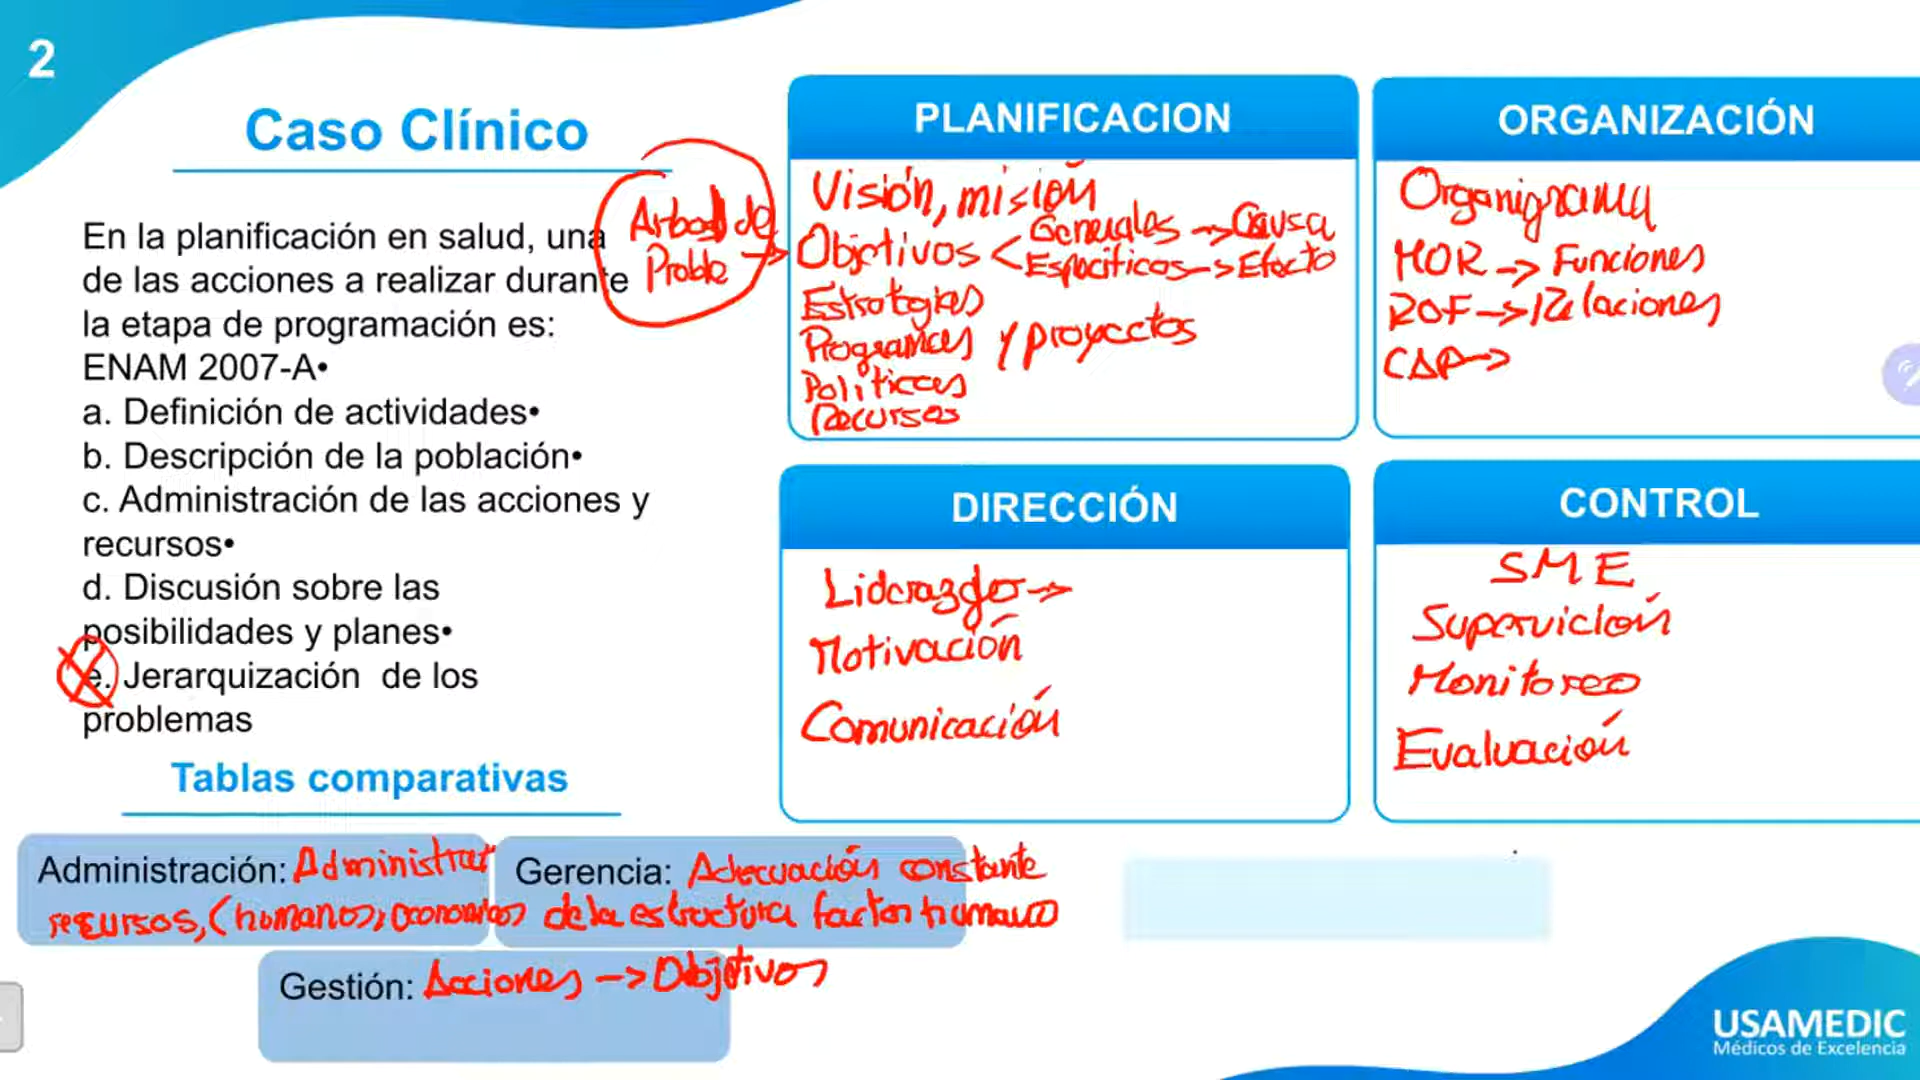 2
Caso Clínico
En la planificación en salud, una
de las acciones a realizar durante
la etapa de programación es:
ENAM 2007-A•
a. Definición de actividades•
b. Descripción de la población•
c. Administración de las acciones y
recursos•
d. Discusión sobre las
posibilidades y planes•
e. Jerarquización de los
problemas
Arbol de
Proble →
PLANIFICACION
Visión, misión
Objetivos < Generales → Causa
Específicos → Efecto
Estrategias
Programas y proyectos
Políticas
Recursos
ORGANIZACIÓN
Organigrama
MOR → Funciones
ROF → Relaciones
CAP →
DIRECCIÓN
Liderazgo →
Motivación
Comunicación
CONTROL
SME
Supervición
Monitoreo
Evaluación
Tablas comparativas
Administración: Administrar
recursos, (humanos,
Gerencia: Adecuación constante
de la estructura factor humano
Gestión: Acciones → Objetivos
USAMEDIC
Médicos de Excelencia